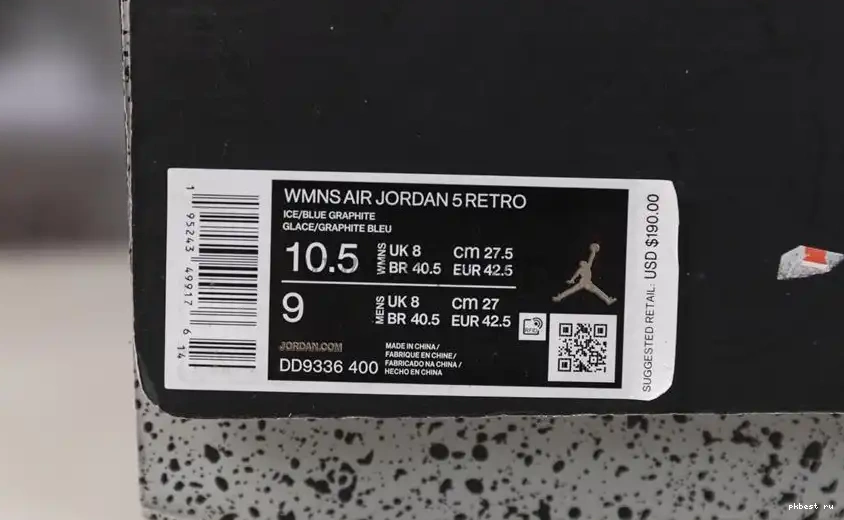 1 95243 49917 6 14
WMNS AIR JORDAN 5 RETRO
ICE/BLUE GRAPHITE
GLACE/GRAPHITE BLEU
10.5 WMNS UK 8 cm 27.5
BR 40.5 EUR 42.5
9 MENS UK 8 cm 27
BR 40.5 EUR 42.5
RFID
JORDAN.COM
DD9336 400
MADE IN CHINA/
FABRIQUE EN CHINE/
FABRICADO NA CHINA/
HECHO EN CHINA
SUGGESTED RETAIL: USD $190.00
pkbest ru